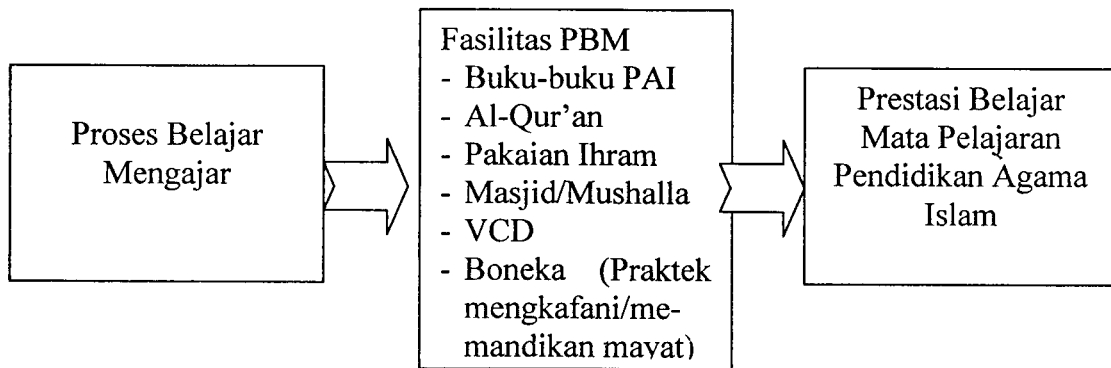 Proses Belajar
Mengajar
Fasilitas PBM
- Buku-buku PAI
- Al-Qur'an
- Pakaian Ihram
- Masjid/Mushalla
- VCD
- Boneka (Praktek
mengkafani/me-
mandikan mayat)
Prestasi Belajar
Mata Pelajaran
Pendidikan Agama
Islam